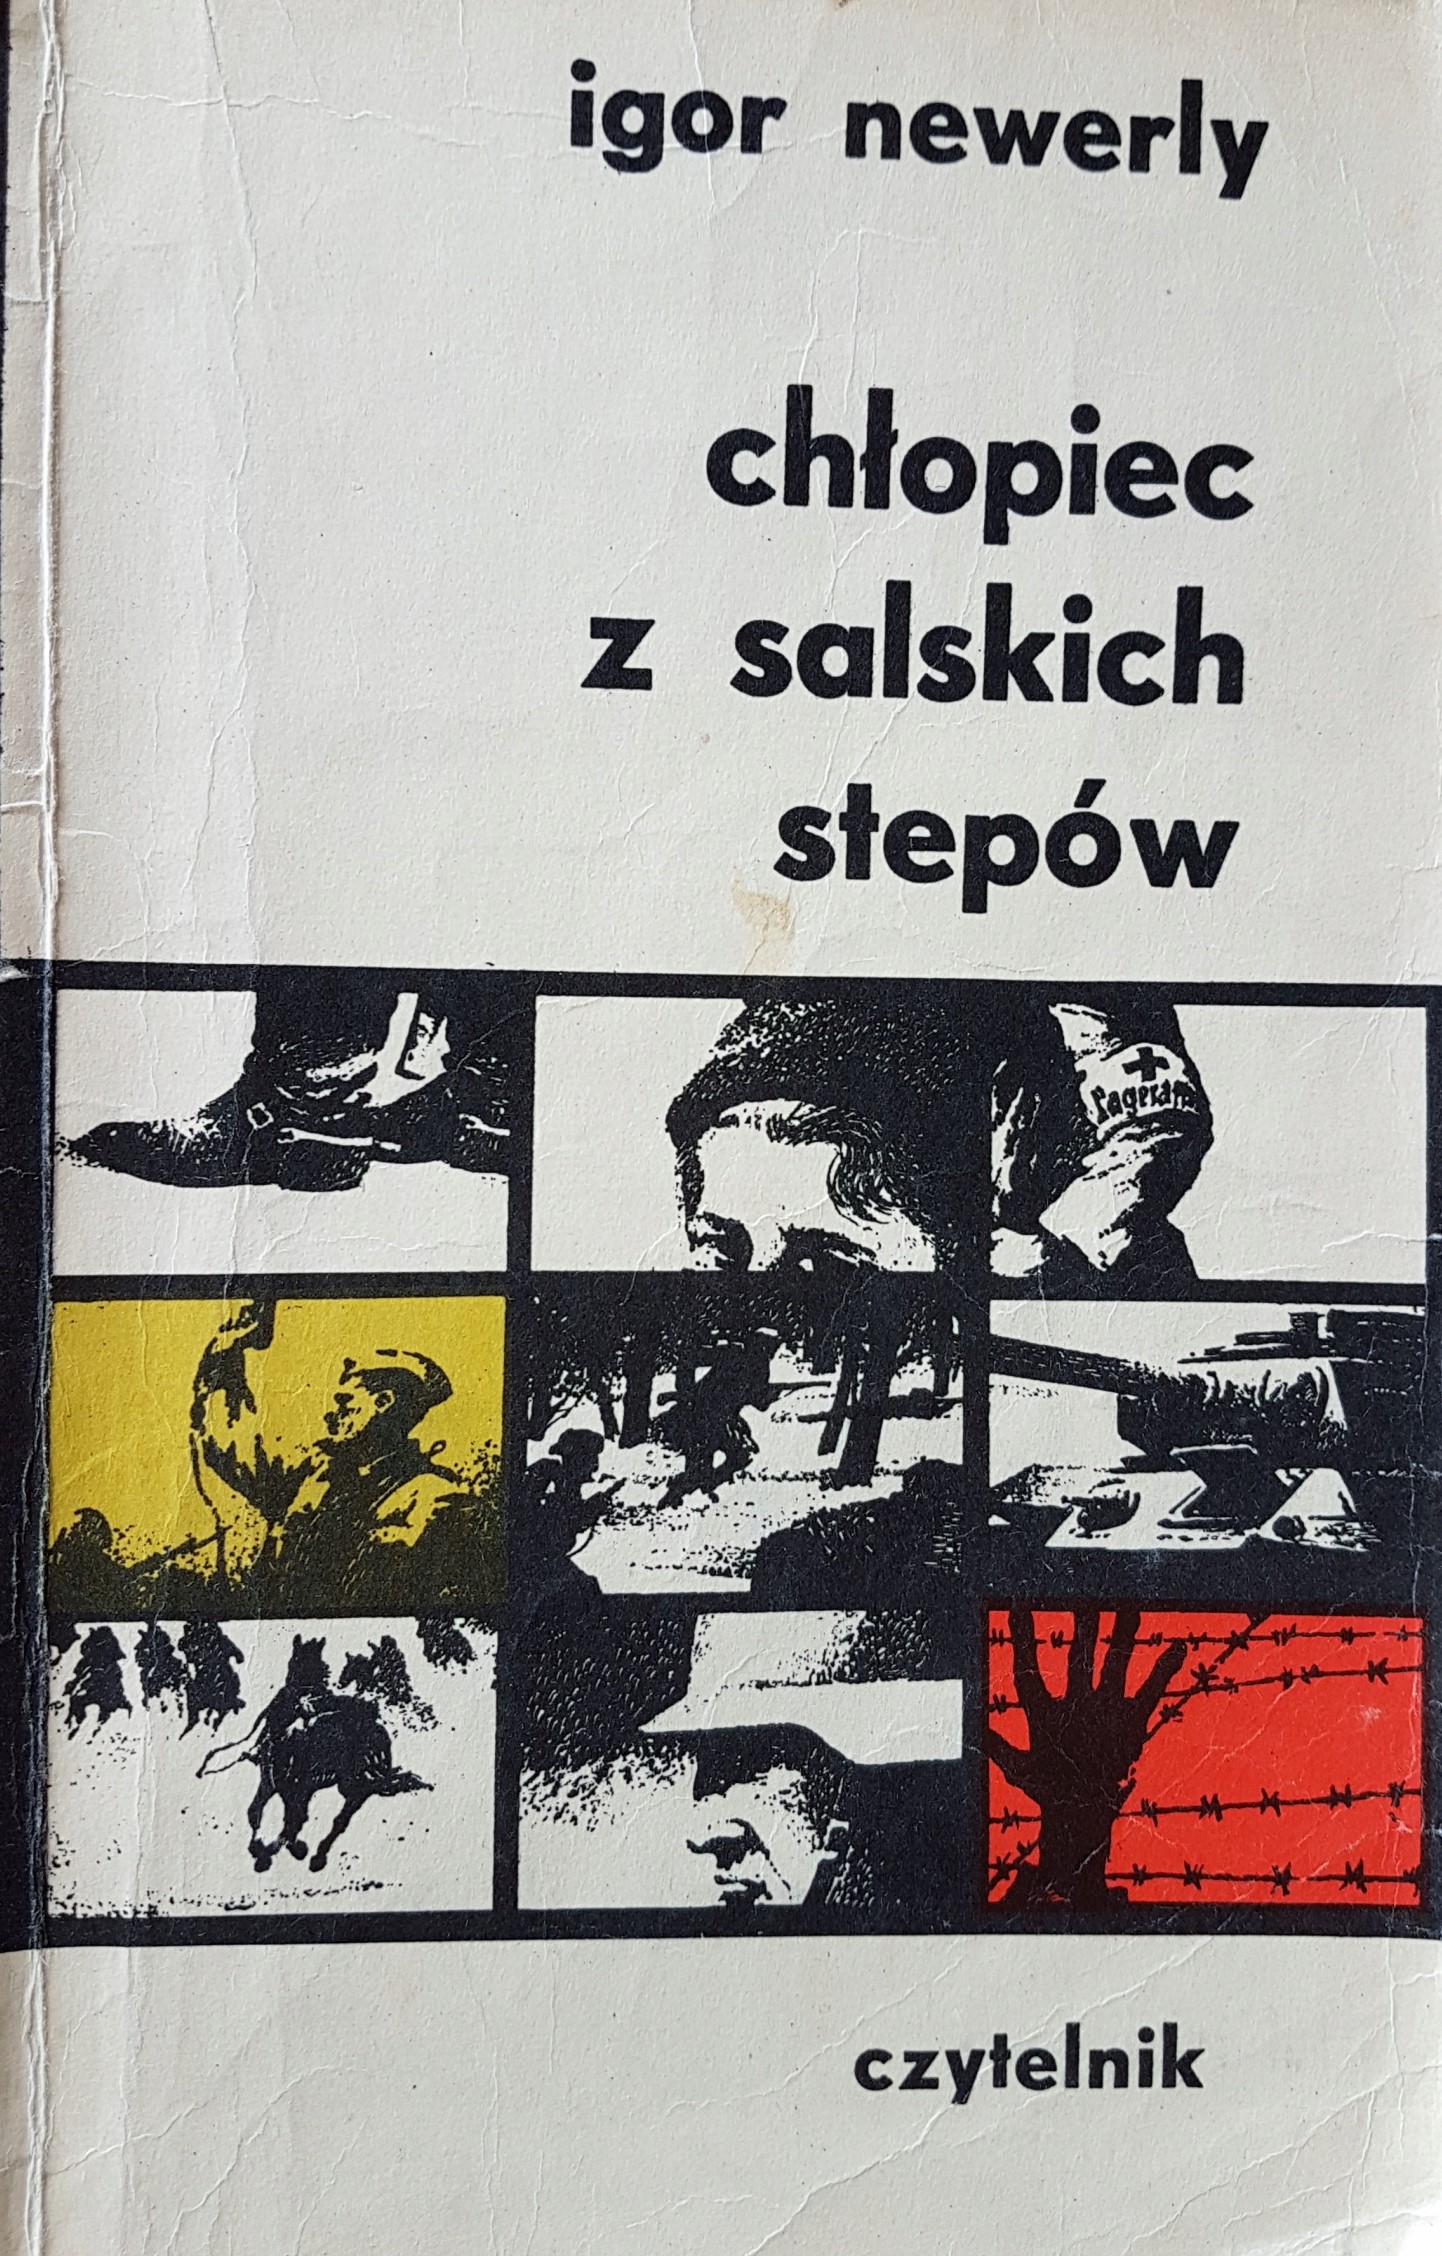 igor newerly
chłopiec
z salskich
stepów
czytelnik